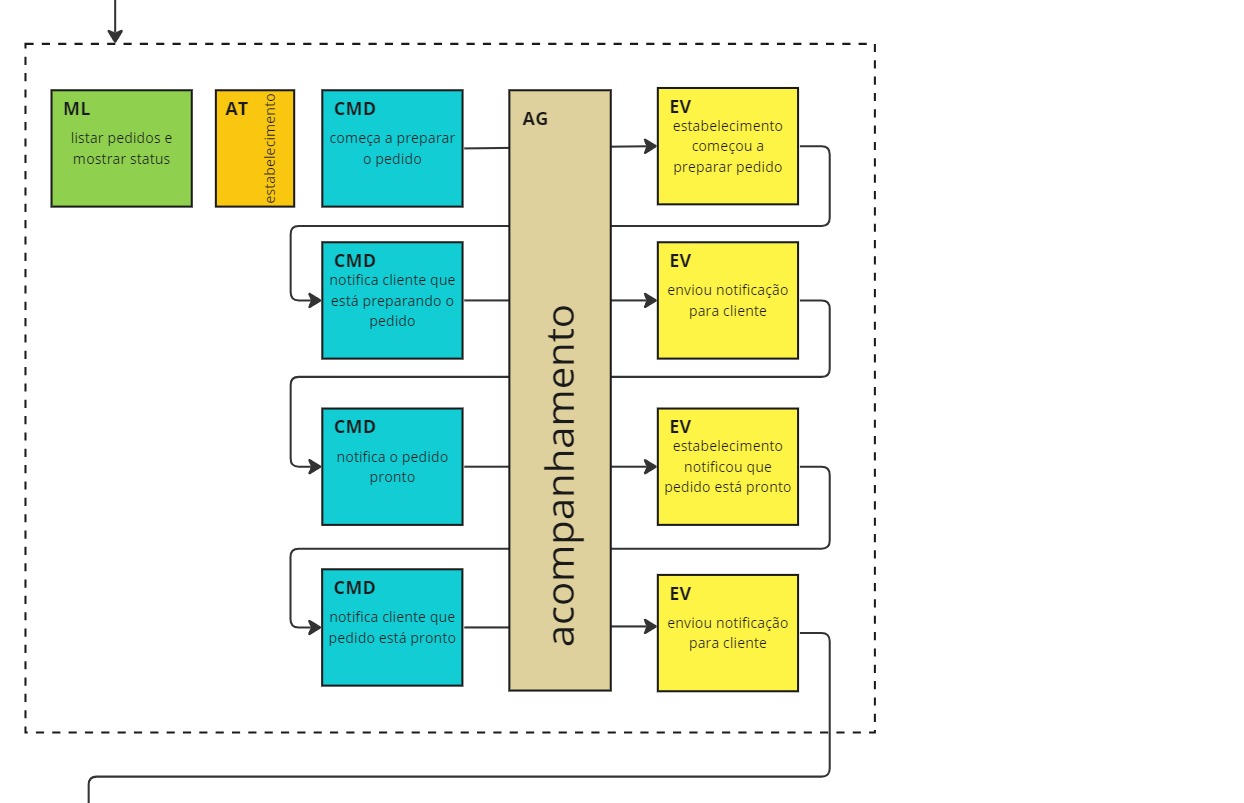 ML
listar pedidos e
mostrar status
AT
estabelecimento
CMD
começa a preparar
o pedido
AG
acompanhamento
EV
estabelecimento
começou a
preparar pedido
CMD
notifica cliente que
está preparando o
pedido
EV
enviou notificação
para cliente
CMD
notifica o pedido
pronto
EV
estabelecimento
notificou que
pedido está pronto
CMD
notifica cliente que
pedido está pronto
EV
enviou notificação
para cliente